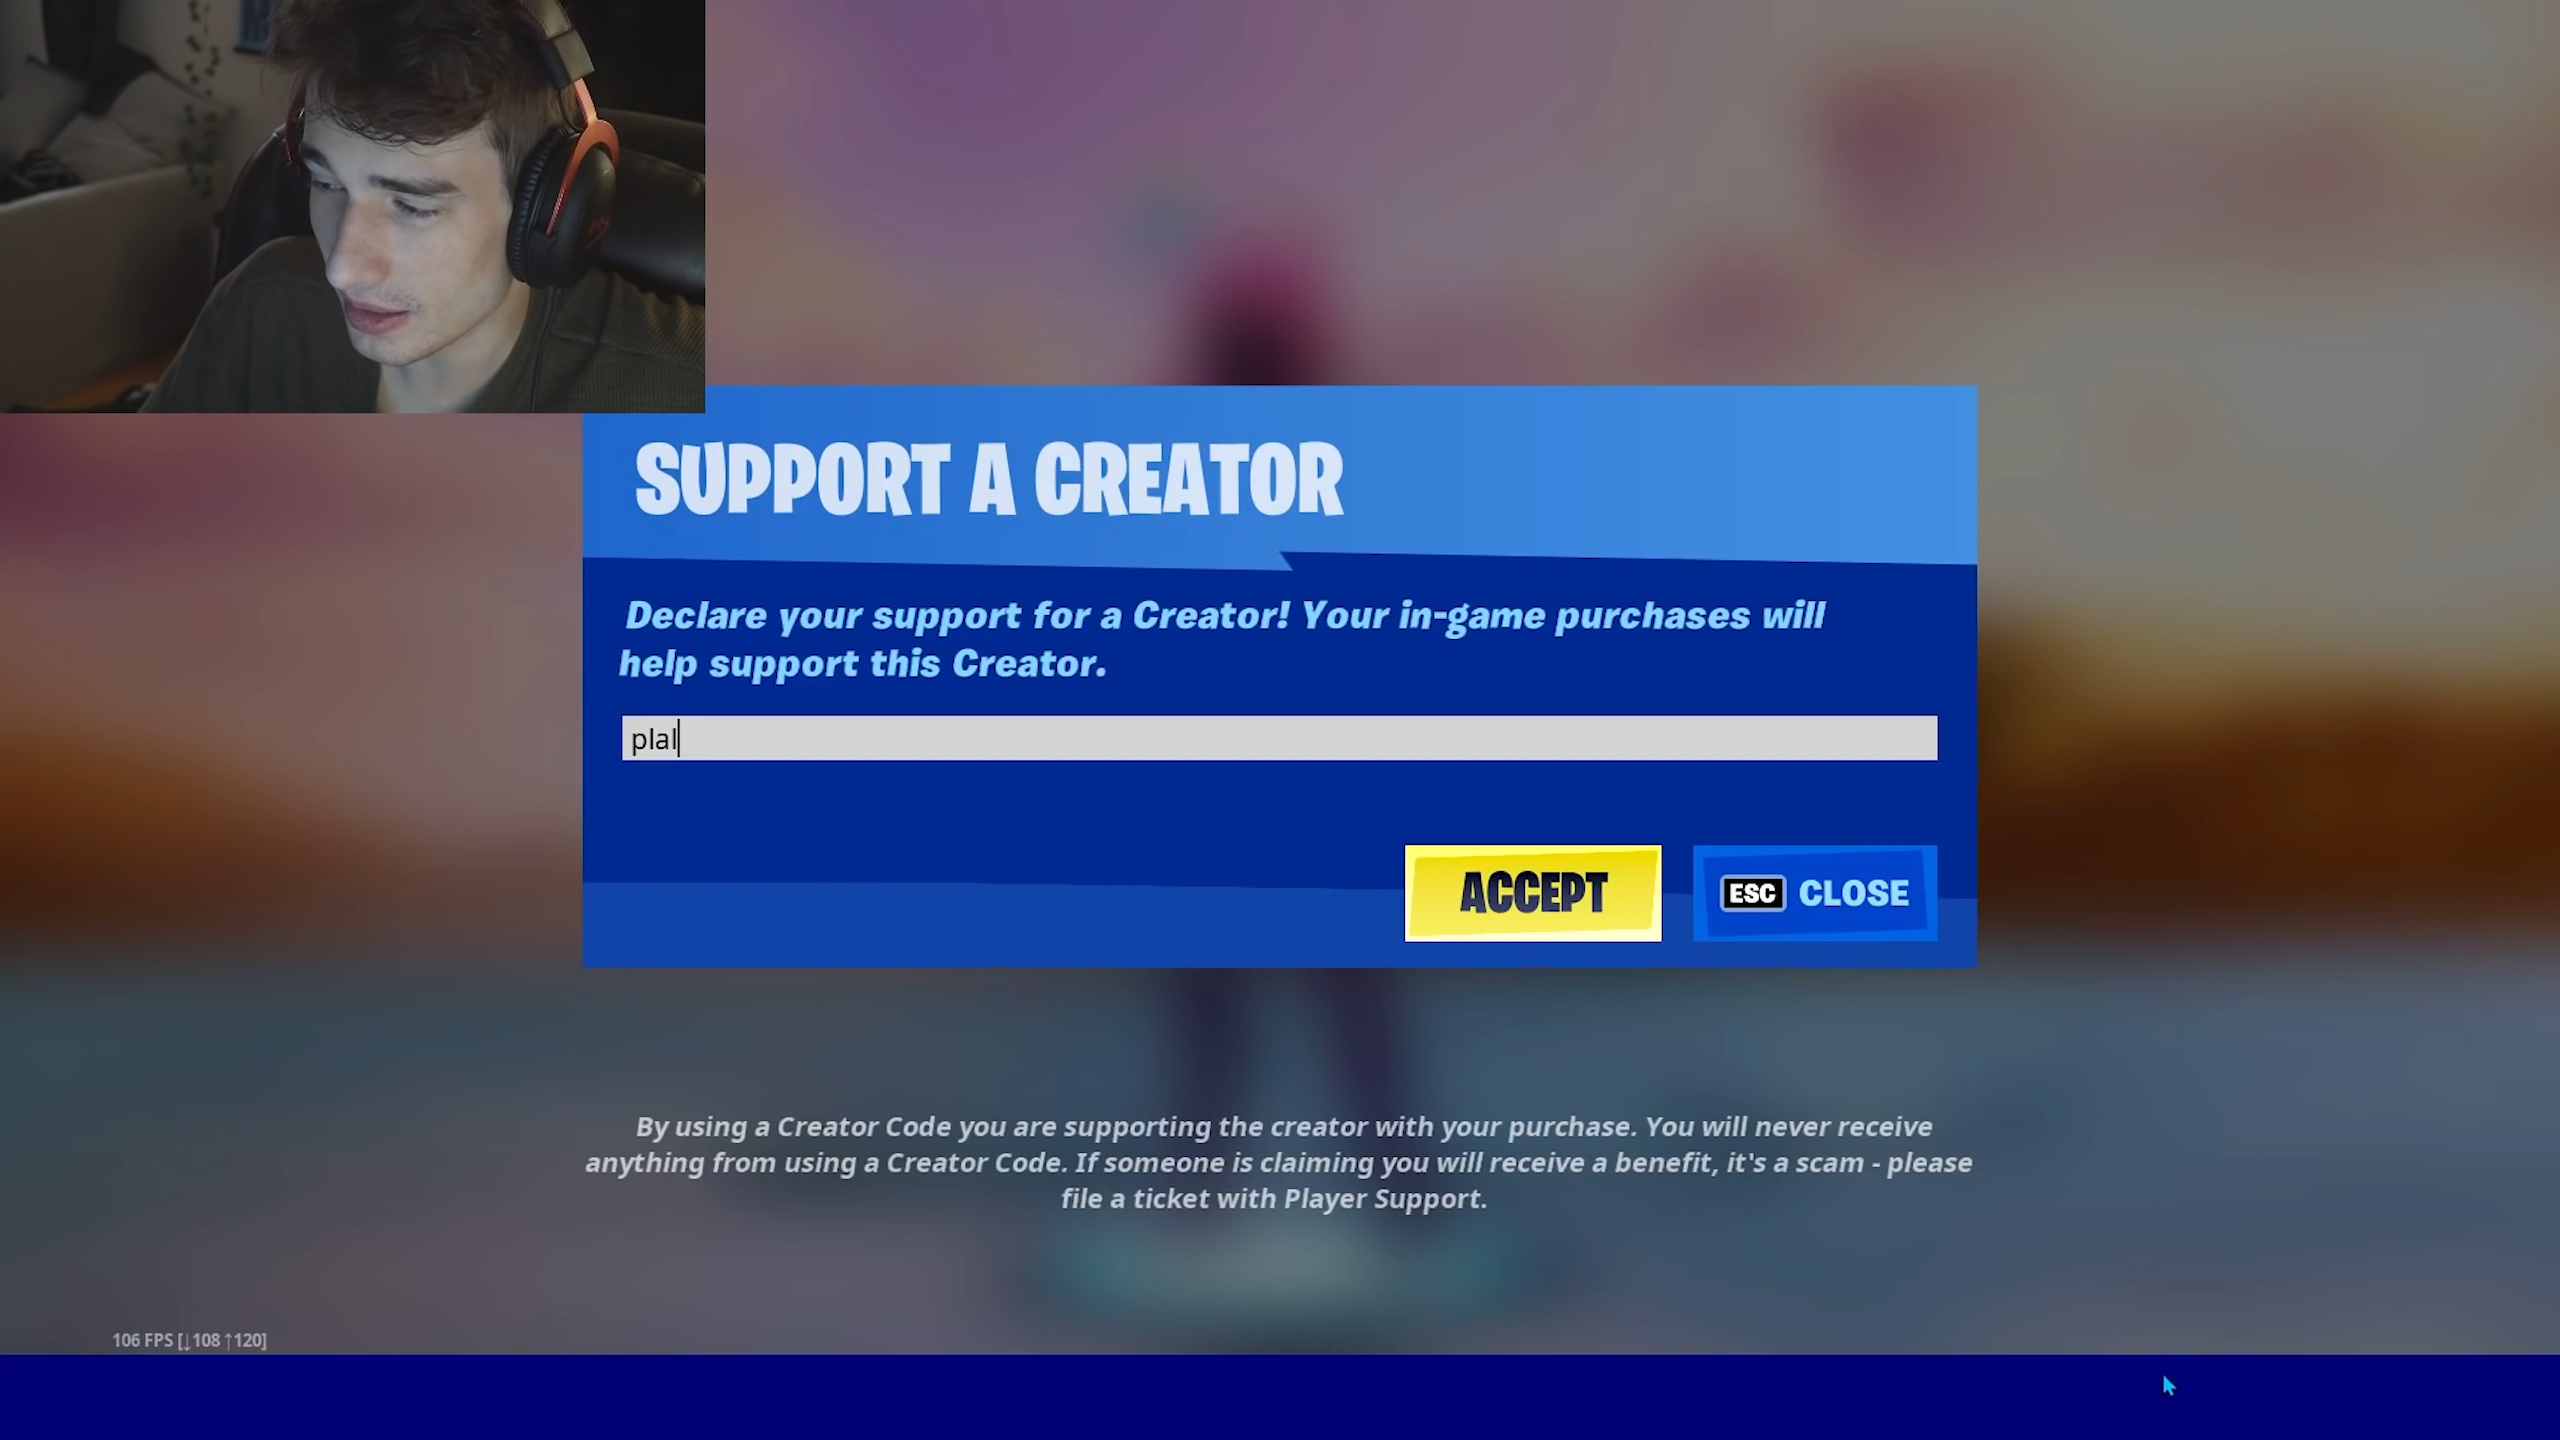 SUPPORT A CREATOR
Declare your support for a Creator! Your in-game purchases will
help support this Creator.
plal
ACCEPT
ESC CLOSE
By using a Creator Code you are supporting the creator with your purchase. You will never receive
anything from using a Creator Code. If someone is claiming you will receive a benefit, it's a scam - please
file a ticket with Player Support.
106 FPS [↓108 ↑120]